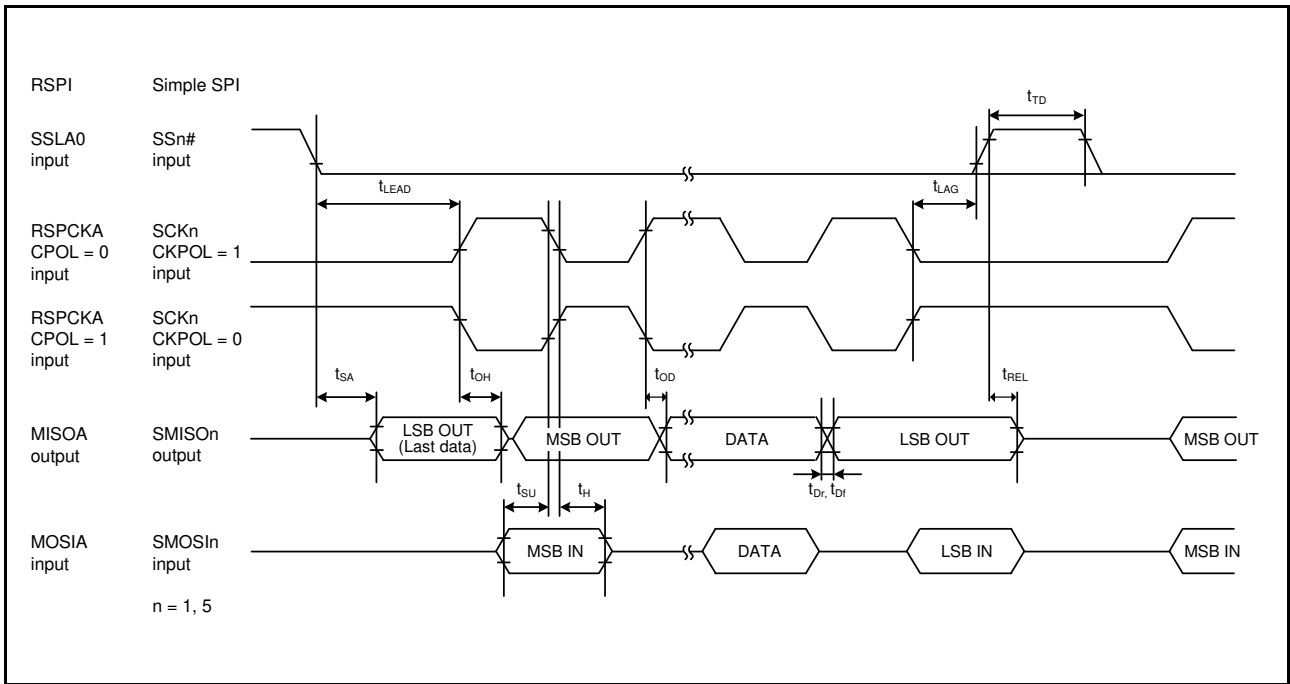 RSPI Simple SPI
tTD
SSLA0 SSn#
input input
tLEAD tLAG
RSPCKA SCKn
CPOL = 0 CKPOL = 1
input input
RSPCKA SCKn
CPOL = 1 CKPOL = 0
input input
tSA tOH tOD tREL
MISOA SMISOn
output output
LSB OUT
(Last data)
MSB OUT DATA LSB OUT MSB OUT
tSU tH tDr, tDf
MOSIA SMOSIn
input input
MSB IN DATA LSB IN MSB IN
n = 1, 5